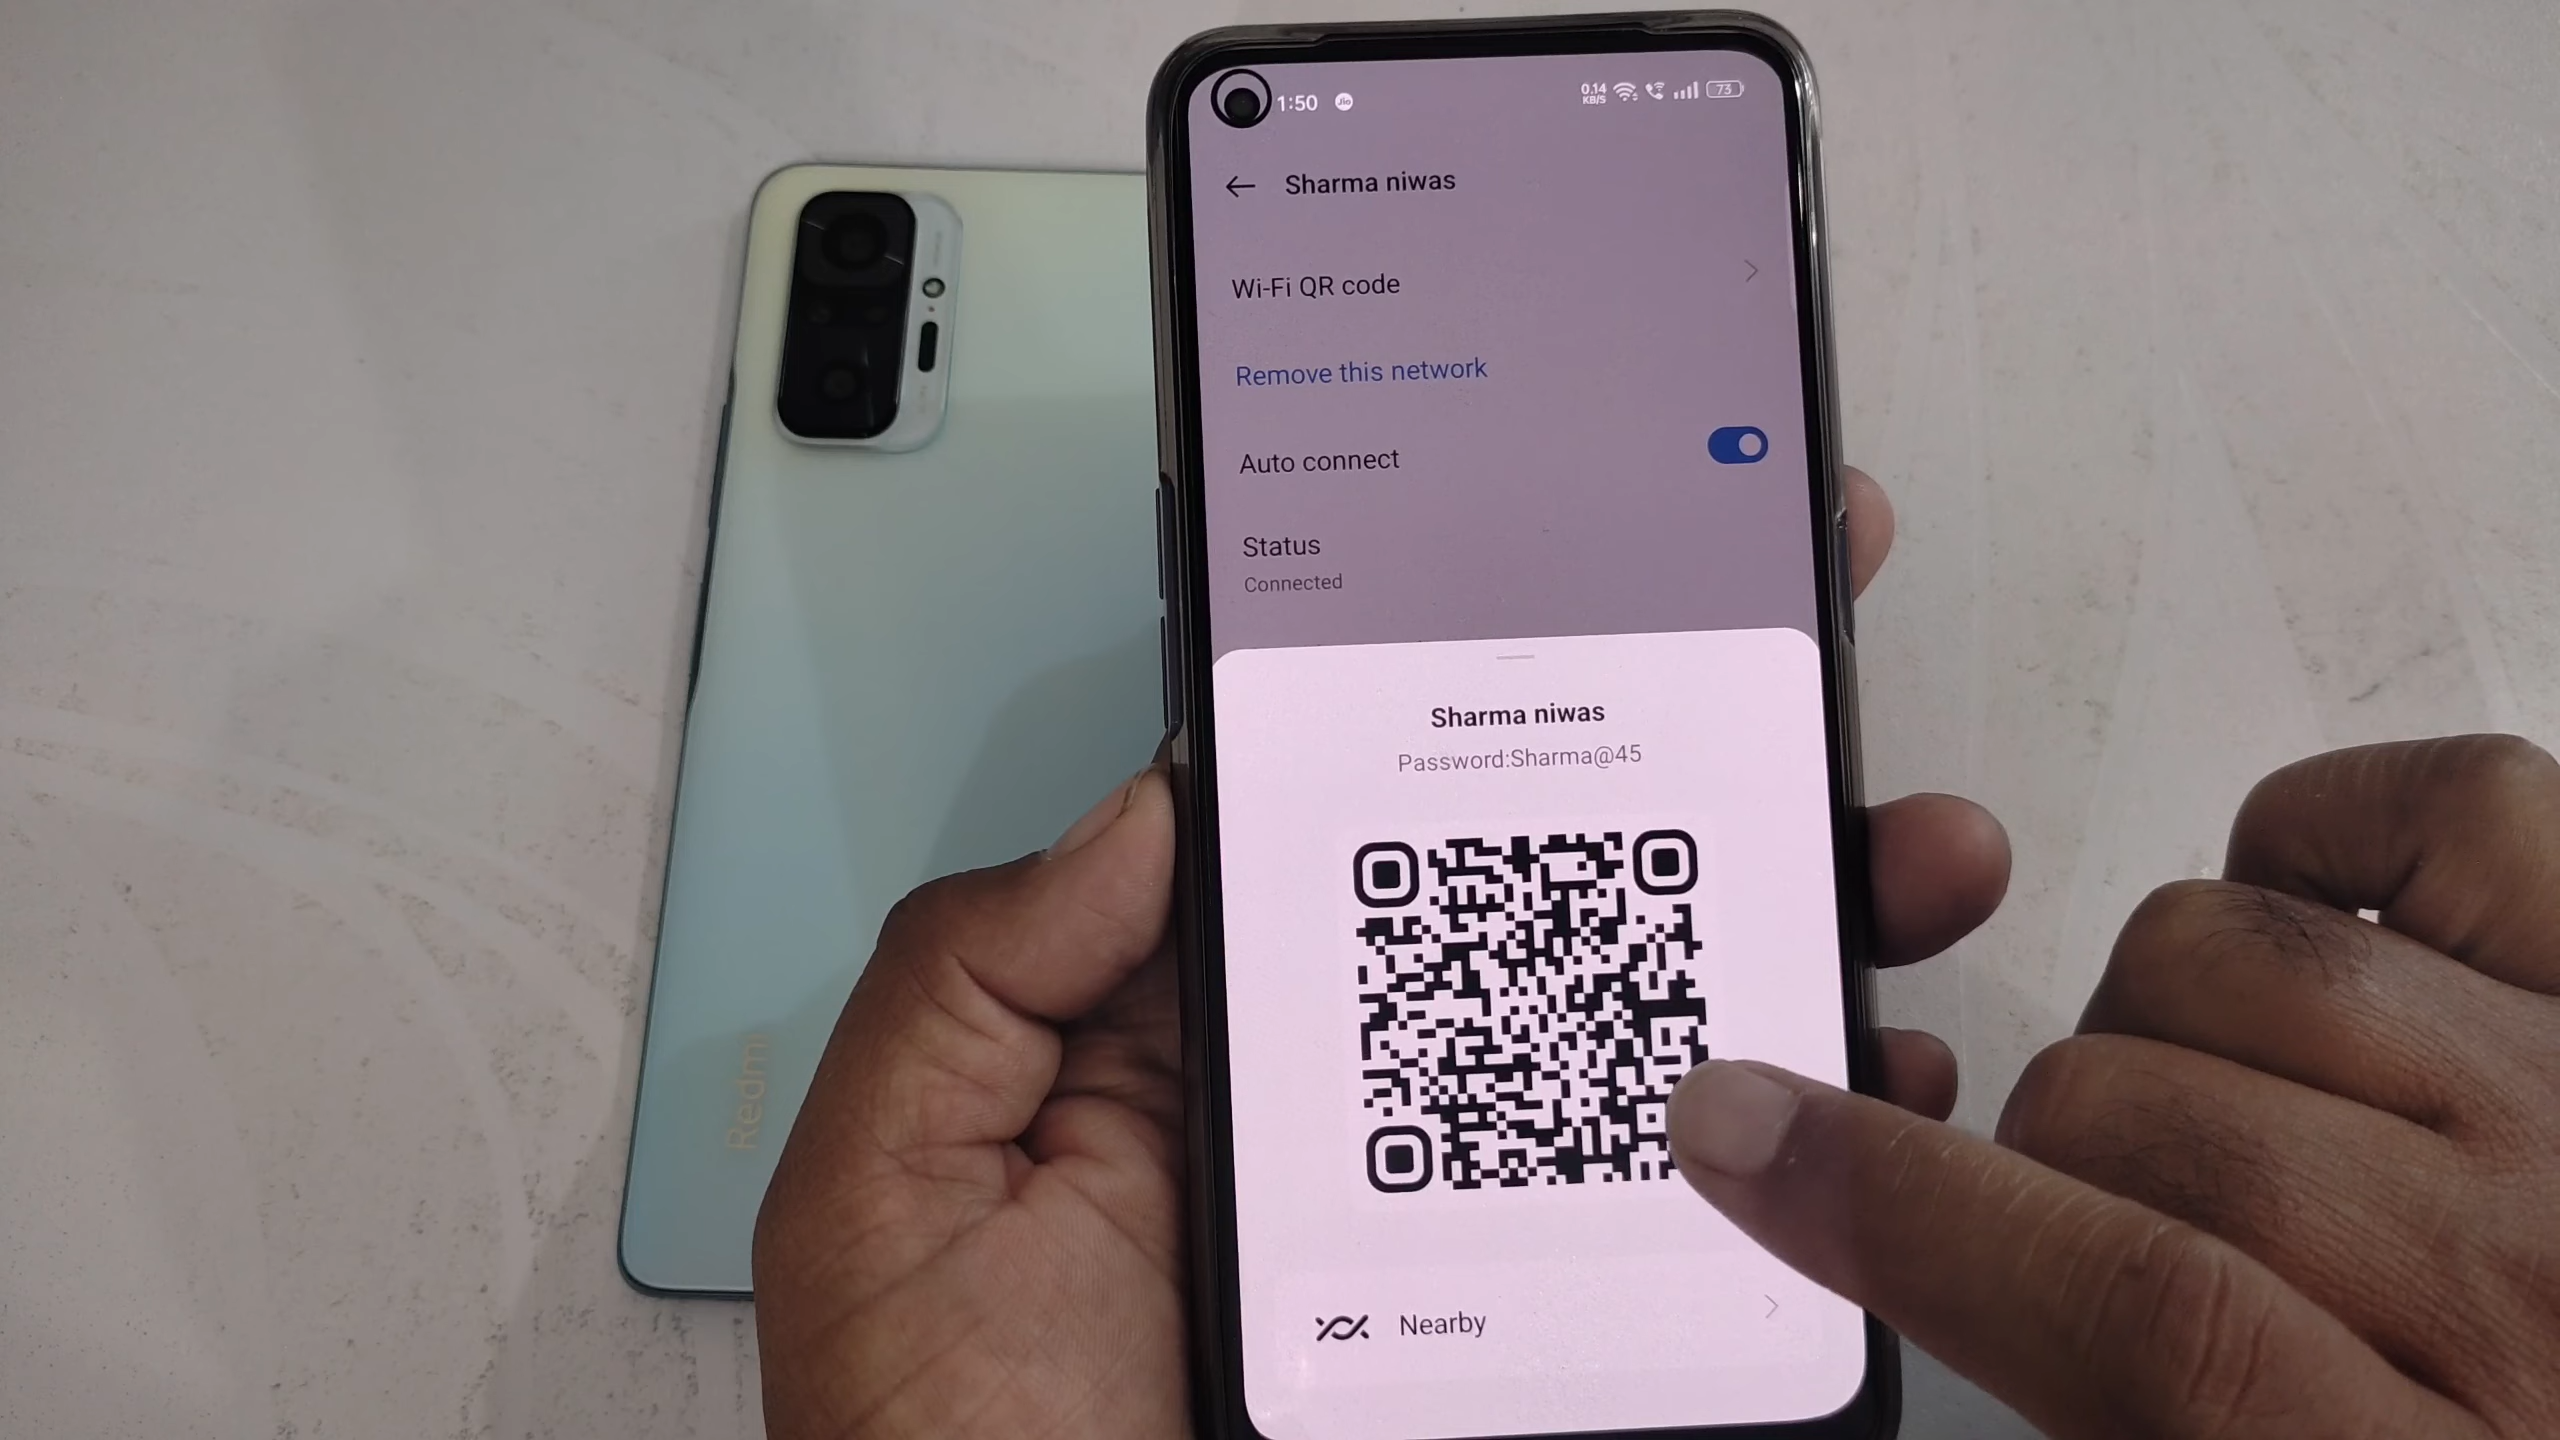 1:50 Jio 0.14 KB/S 73
Sharma niwas
Wi-Fi QR code
Remove this network
Auto connect
Status
Connected
Sharma niwas
Password:Sharma@45
Nearby
Redmi